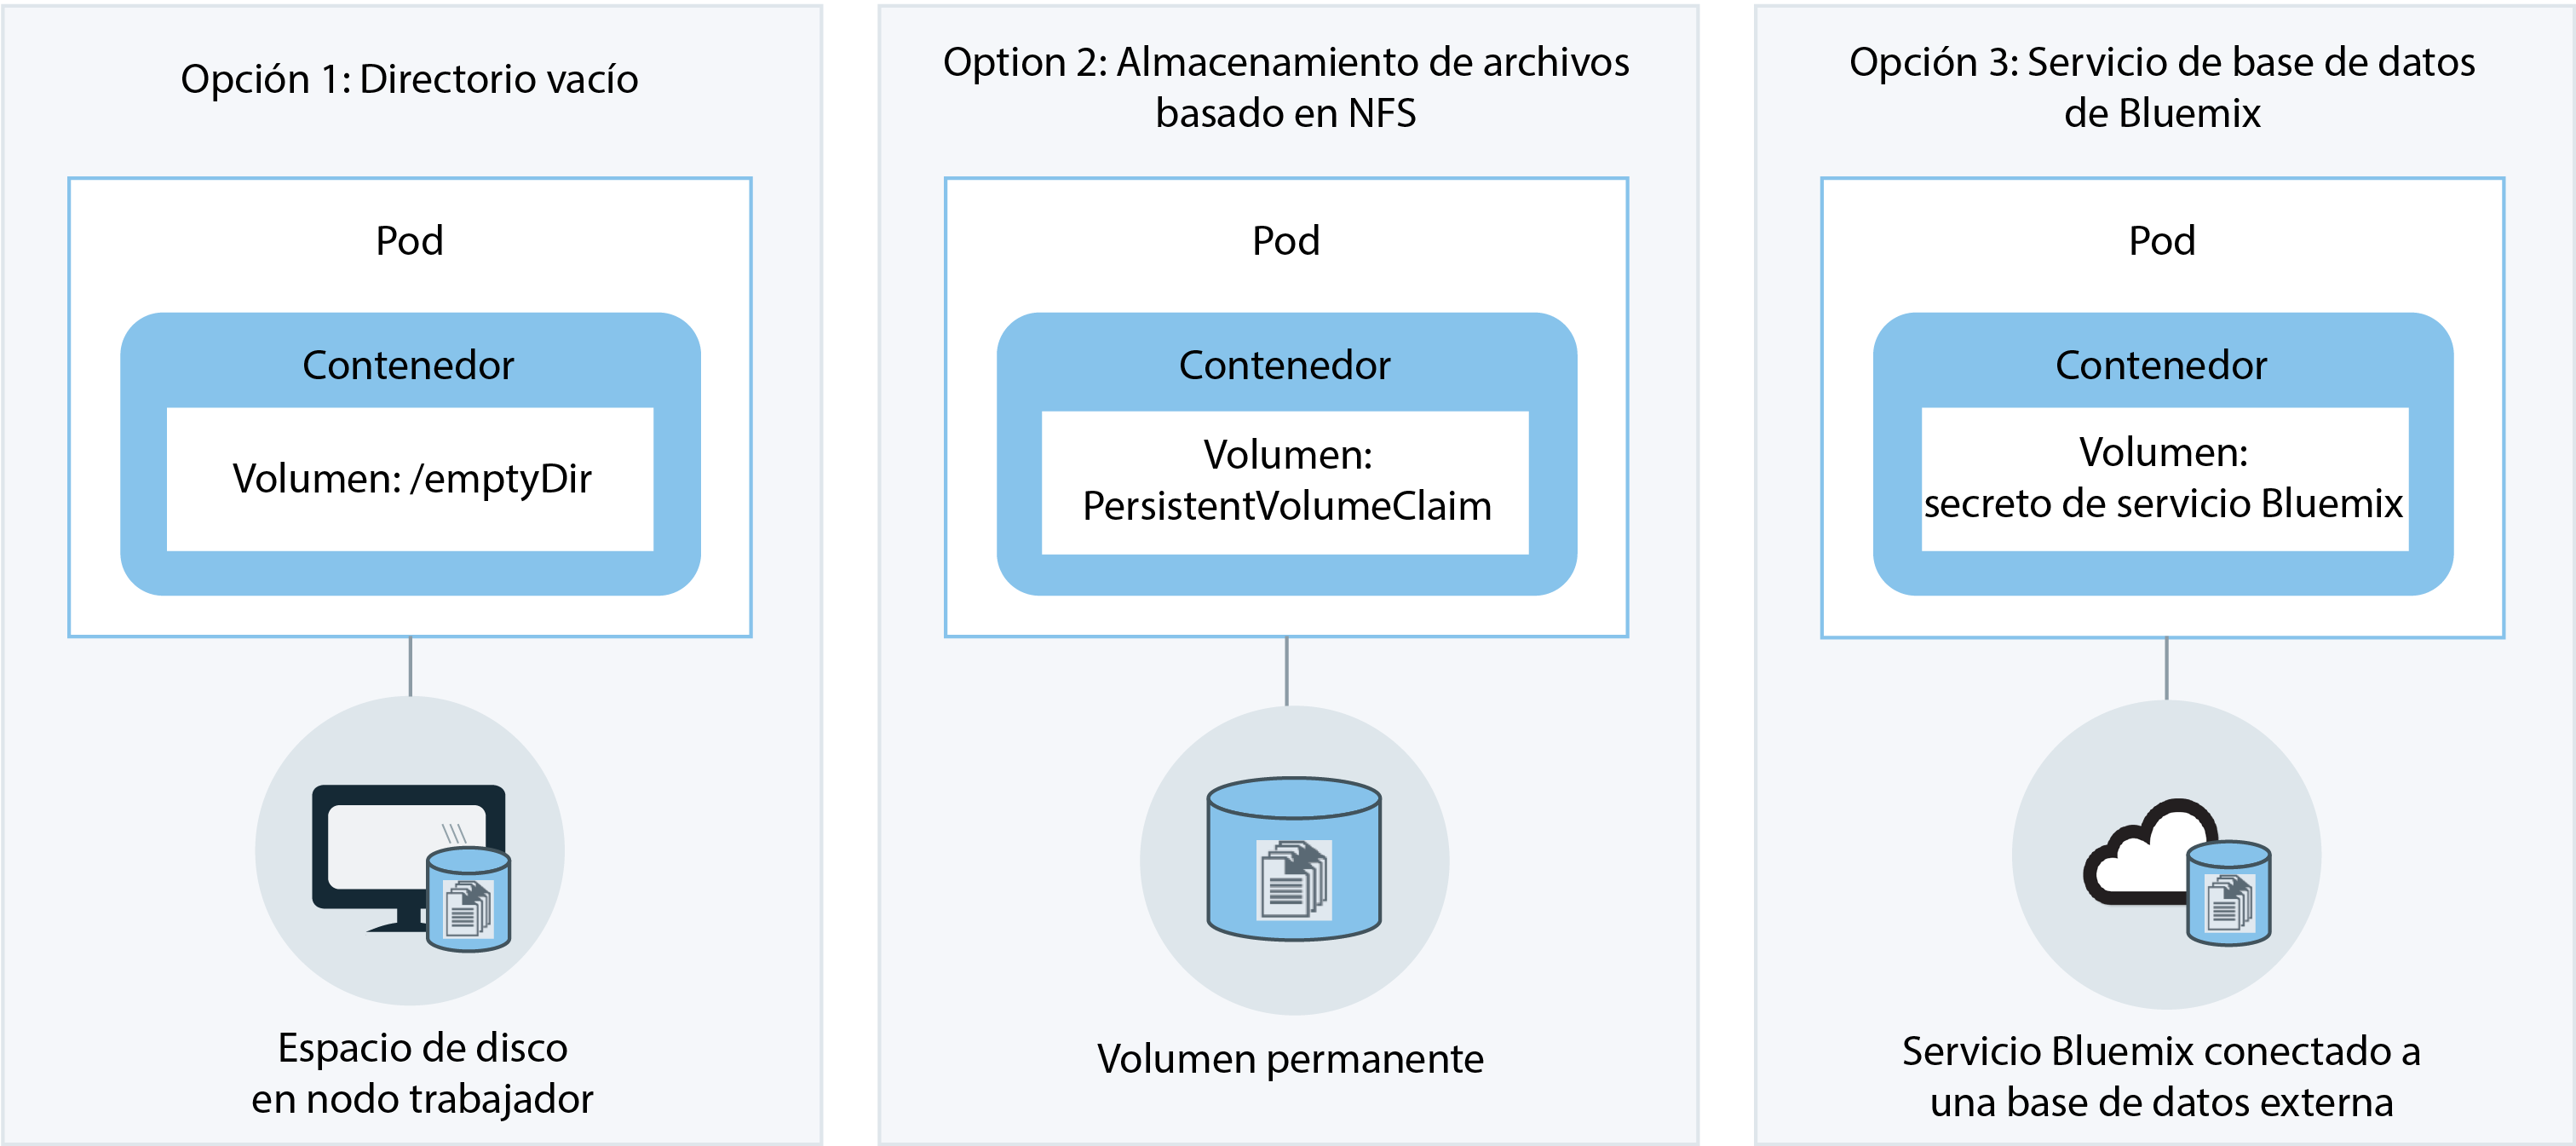 Opción 1: Directorio vacío
Pod
Contenedor
Volumen: /emptyDir
Espacio de disco
en nodo trabajador
Option 2: Almacenamiento de archivos
basado en NFS
Pod
Contenedor
Volumen:
PersistentVolumeClaim
Volumen permanente
Opción 3: Servicio de base de datos
de Bluemix
Pod
Contenedor
Volumen:
secreto de servicio Bluemix
Servicio Bluemix conectado a
una base de datos externa